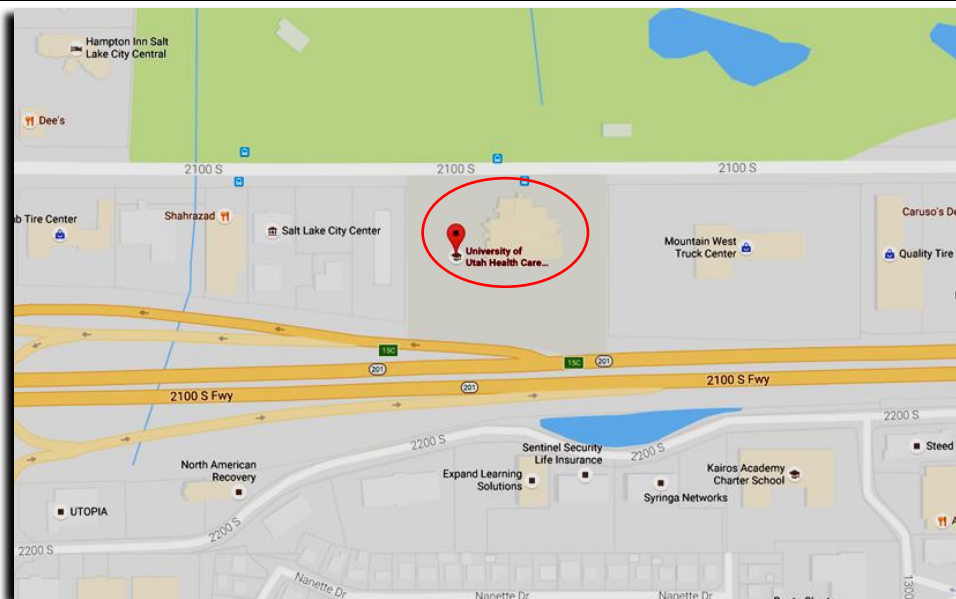 Hampton Inn Salt
Lake City Central
Dee's
2100 S
2100 S
2100 S
Tire Center
Shahrazad
Salt Lake City Center
University of
Utah Health Care...
Mountain West
Truck Center
Caruso's
Quality Tire
15C
201
15C
201
201
2100 S Fwy
2100 S Fwy
2200 S
2200 S
2200 S
Sentinel Security
Life Insurance
Steed
North American
Recovery
Expand Learning
Solutions
Kairos Academy
Charter School
Syringa Networks
UTOPIA
2200 S
2200 S
Nanette Dr
Nanette Dr
Nanette Dr
1300